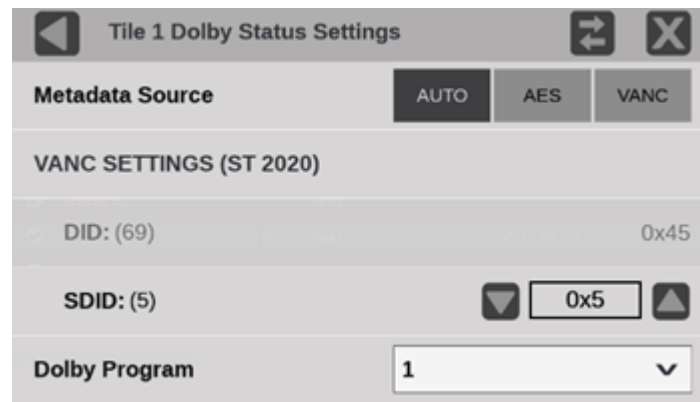 Tile 1 Dolby Status Settings
Metadata Source AUTO AES VANC
VANC SETTINGS (ST 2020)
DID: (69) 0x45
SDID: (5) 0x5
Dolby Program 1